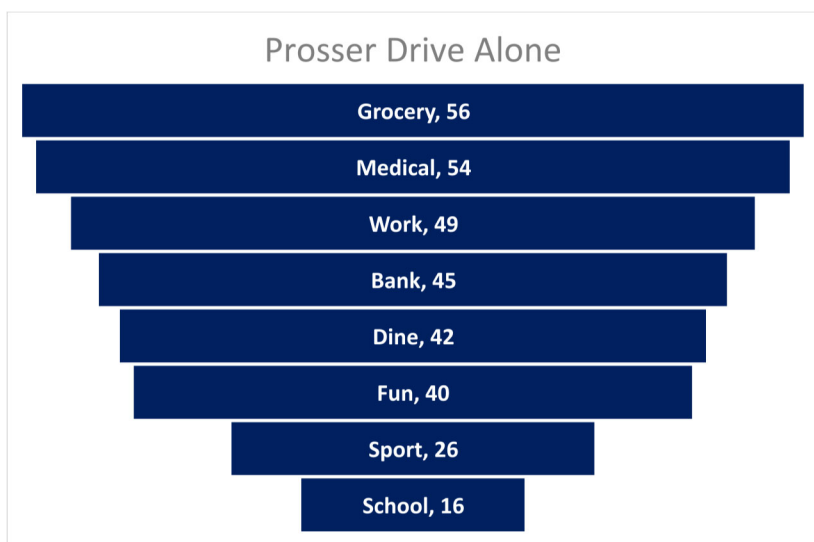 Prosser Drive Alone
Grocery, 56
Medical, 54
Work, 49
Bank, 45
Dine, 42
Fun, 40
Sport, 26
School, 16